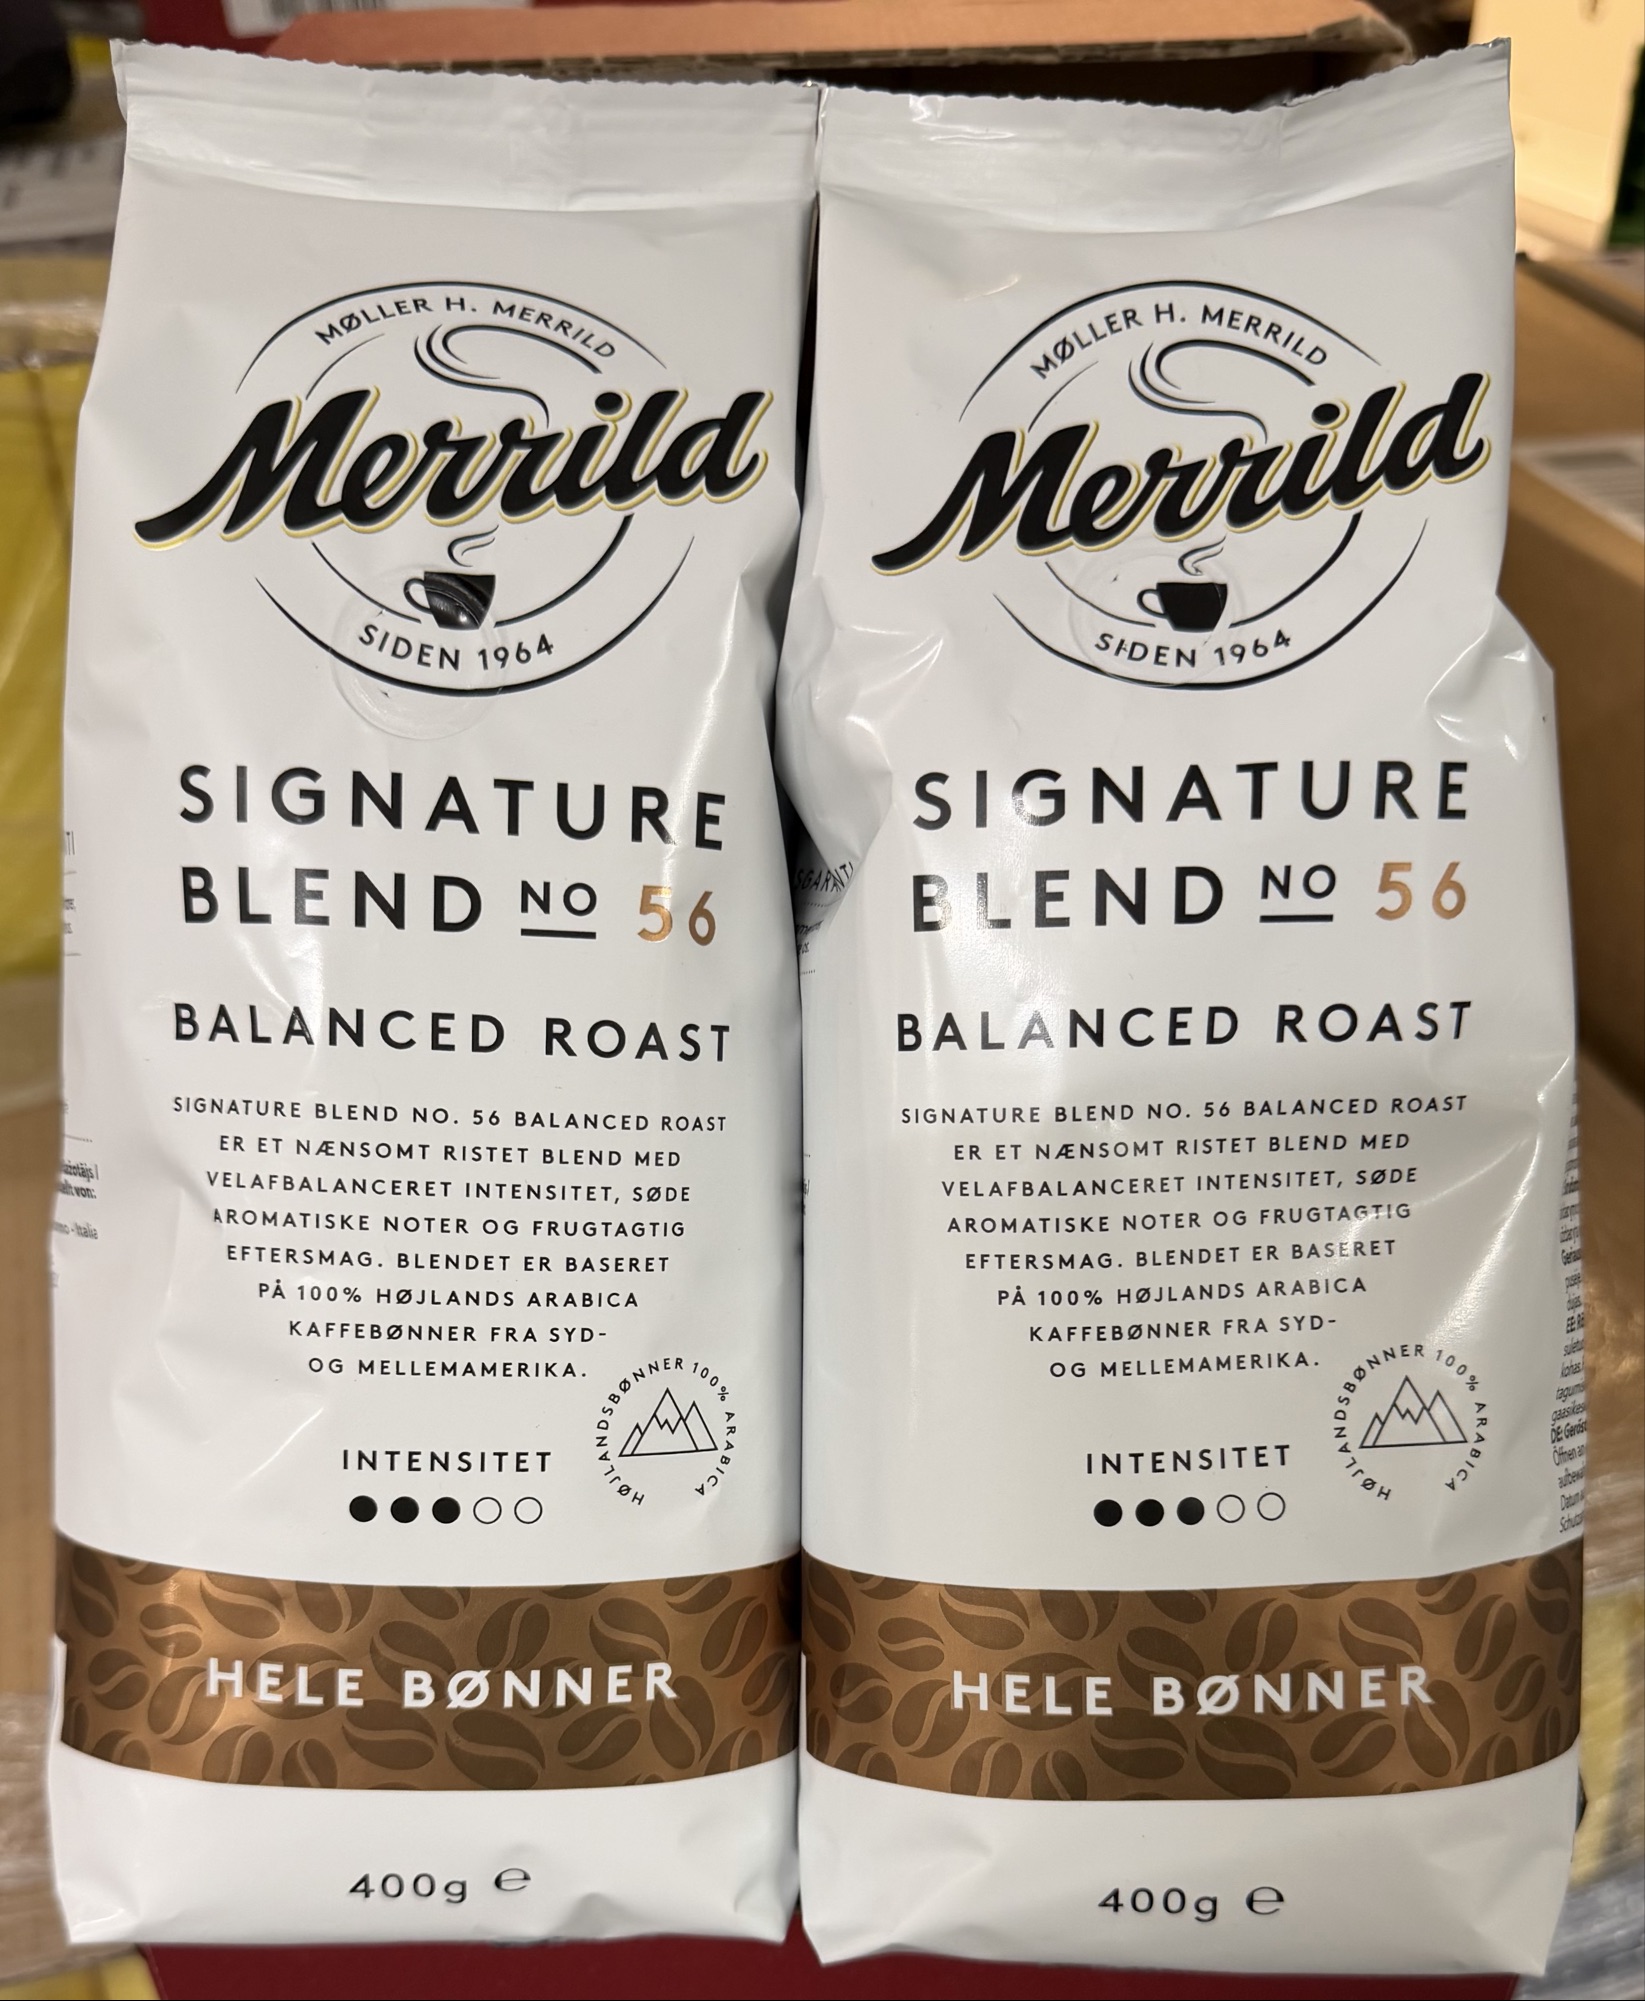 MØLLER H. MERRILD
Merrild
SIDEN 1964
SIGNATURE
BLEND NO 56
BALANCED ROAST
SIGNATURE BLEND NO. 56 BALANCED ROAST
ER ET NÆNSOMT RISTET BLEND MED
VELAFBALANCERET INTENSITET, SØDE
AROMATISKE NOTER OG FRUGTAGTIG
EFTERSMAG. BLENDET ER BASERET
PÅ 100% HØJLANDS ARABICA
KAFFEBØNNER FRA SYD-
OG MELLEMAMERIKA.
HØJLANDSBØNNER 100% ARABICA
INTENSITET
HELE BØNNER
400g e
MØLLER H. MERRILD
Merrild
SIDEN 1964
SIGNATURE
BLEND NO 56
BALANCED ROAST
SIGNATURE BLEND NO. 56 BALANCED ROAST
ER ET NÆNSOMT RISTET BLEND MED
VELAFBALANCERET INTENSITET, SØDE
AROMATISKE NOTER OG FRUGTAGTIG
EFTERSMAG. BLENDET ER BASERET
PÅ 100% HØJLANDS ARABICA
KAFFEBØNNER FRA SYD-
OG MELLEMAMERIKA.
HØJLANDSBØNNER 100% ARABICA
INTENSITET
HELE BØNNER
400g e